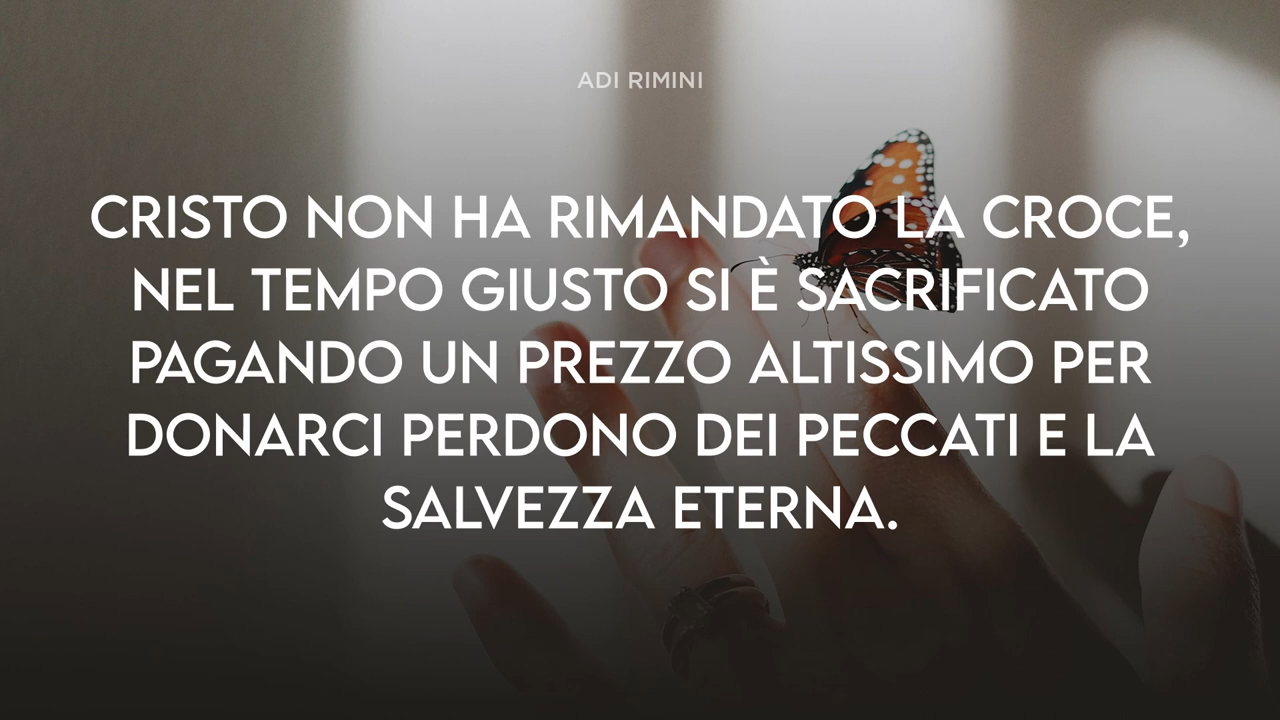 ADI RIMINI
CRISTO NON HA RIMANDATO LA CROCE,
NEL TEMPO GIUSTO SI È SACRIFICATO
PAGANDO UN PREZZO ALTISSIMO PER
DONARCI PERDONO DEI PECCATI E LA
SALVEZZA ETERNA.